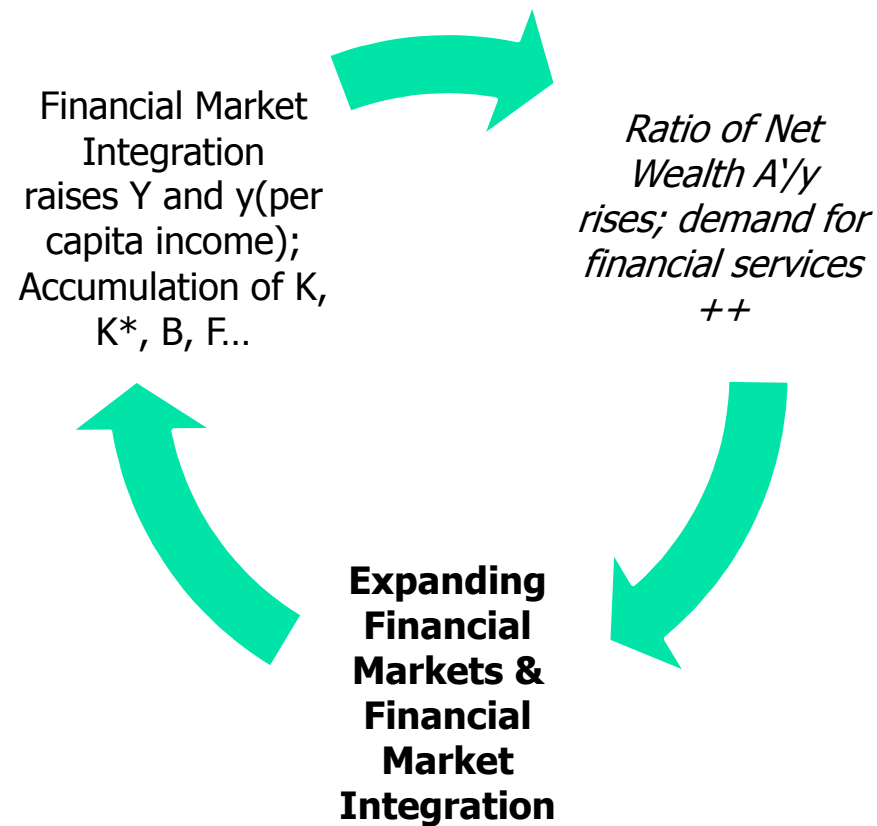 Financial Market
Integration
raises Y and y(per
capita income);
Accumulation of K,
K*, B, F…
Ratio of Net
Wealth A‘/y
rises; demand for
financial services
++
Expanding
Financial
Markets &
Financial
Market
Integration